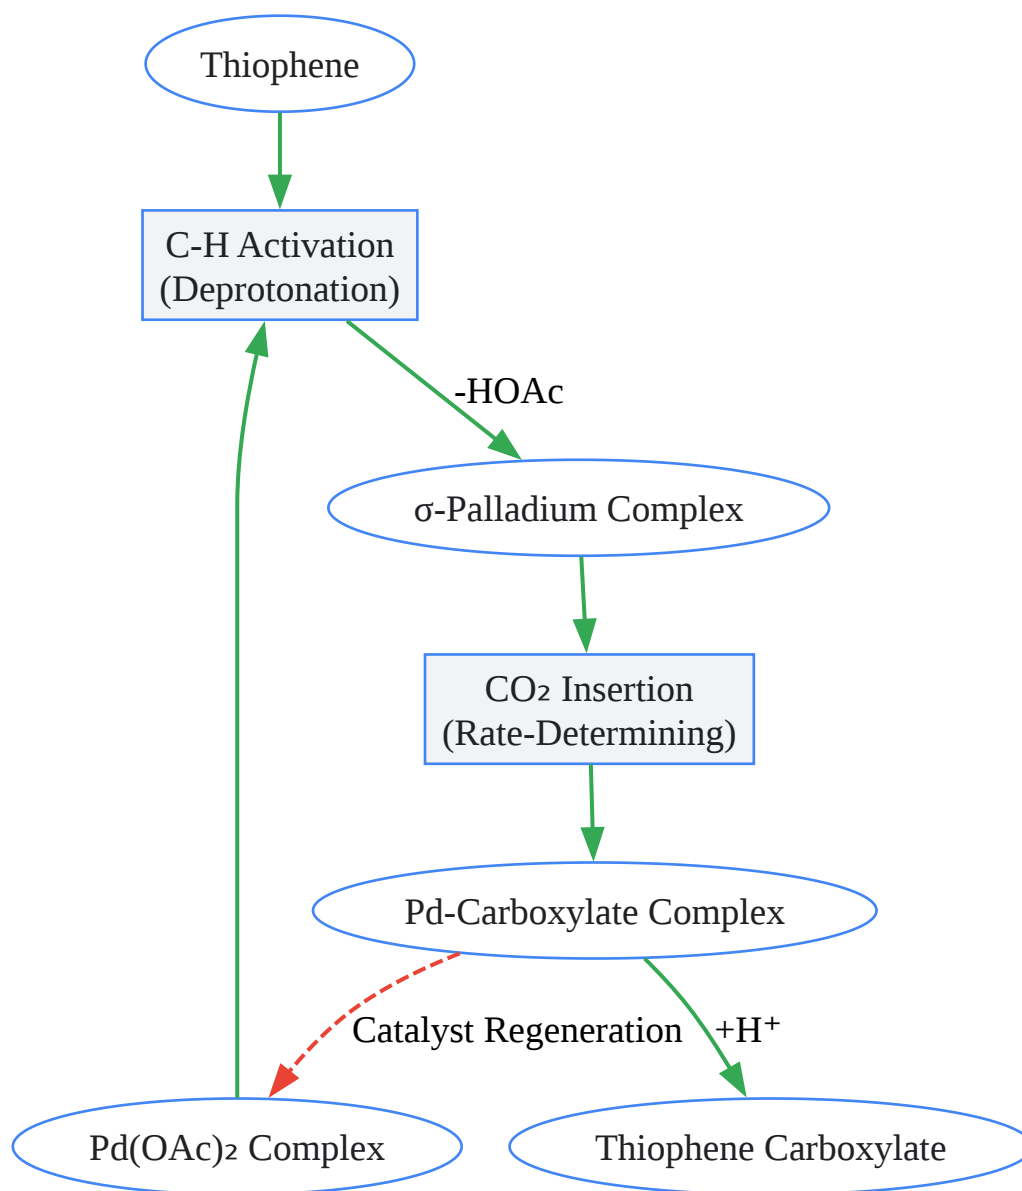 Thiophene
C-H Activation
(Deprotonation)
-HOAc
σ-Palladium Complex
CO₂ Insertion
(Rate-Determining)
Pd-Carboxylate Complex
Catalyst Regeneration
+H⁺
Pd(OAc)₂ Complex
Thiophene Carboxylate